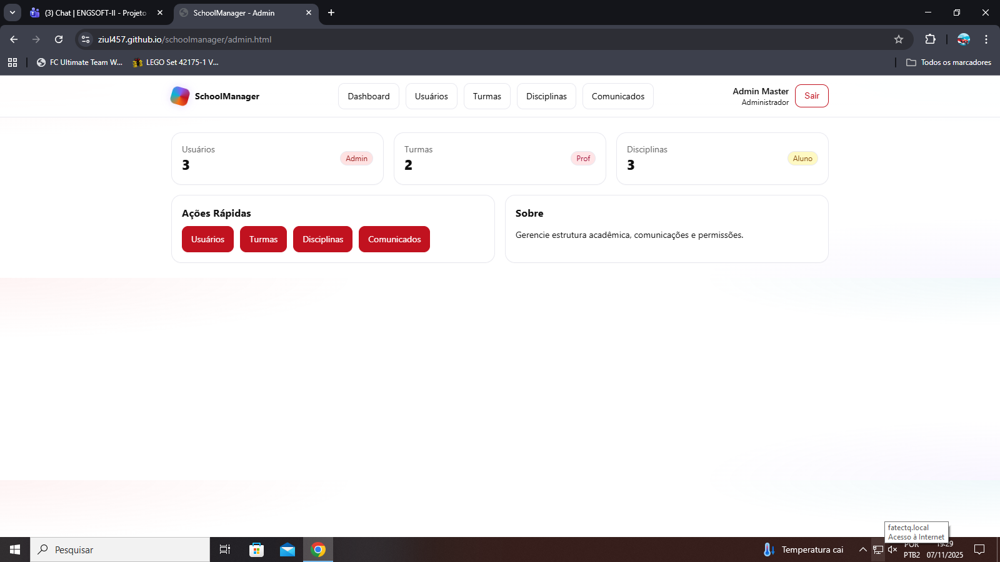 (3) Chat | ENGSOFT-II - Projeto
SchoolManager - Admin
ziul457.github.io/schoolmanager/admin.html
FC Ultimate Team W...
LEGO Set 42175-1 V...
Todos os marcadores
SchoolManager
Dashboard
Usuários
Turmas
Disciplinas
Comunicados
Admin Master
Administrador
Sair
Usuários
3
Admin
Turmas
2
Prof
Disciplinas
3
Aluno
Ações Rápidas
Usuários
Turmas
Disciplinas
Comunicados
Sobre
Gerencie estrutura acadêmica, comunicações e permissões.
fatectq.local
Acesso à Internet
Pesquisar
Temperatura cai
POR
PTB2
19:29
07/11/2025